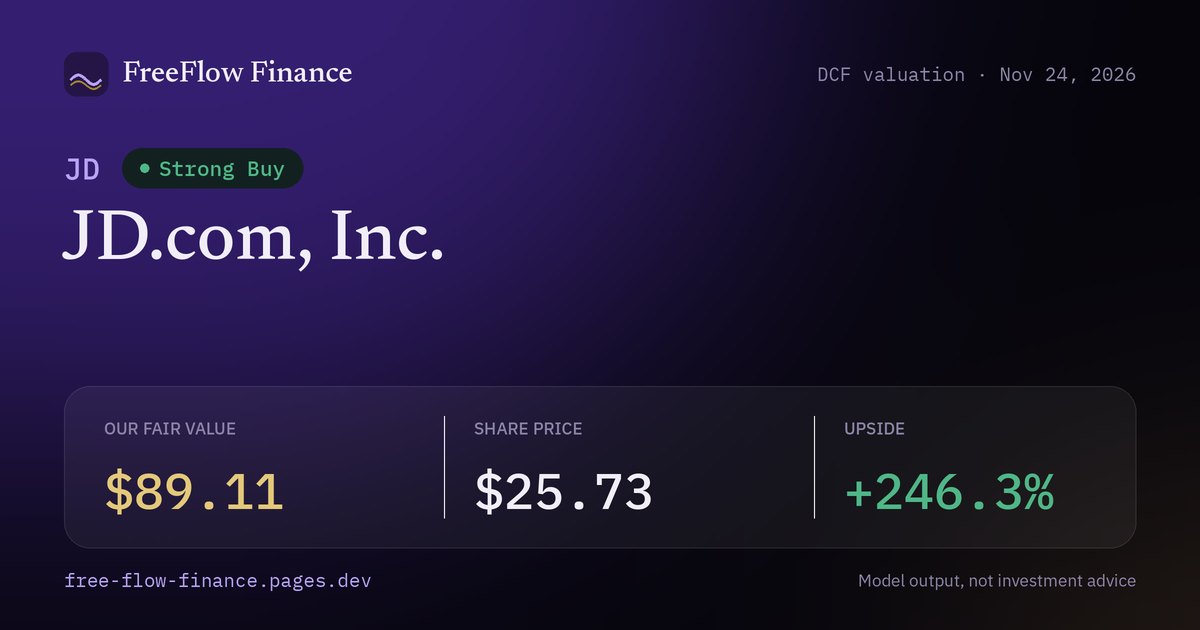 FreeFlow Finance
DCF valuation · Nov 24, 2026
JD
Strong Buy
JD.com, Inc.
OUR FAIR VALUE
$89.11
SHARE PRICE
$25.73
UPSIDE
+246.3%
free-flow-finance.pages.dev
Model output, not investment advice